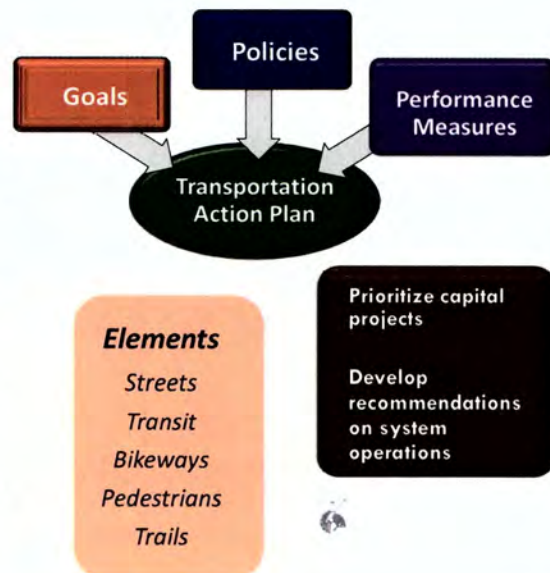 Policies
Goals
Performance
Measures
Transportation
Action Plan
Elements
Streets
Transit
Bikeways
Pedestrians
Trails
Prioritize capital
projects
Develop
recommendations
on system
operations